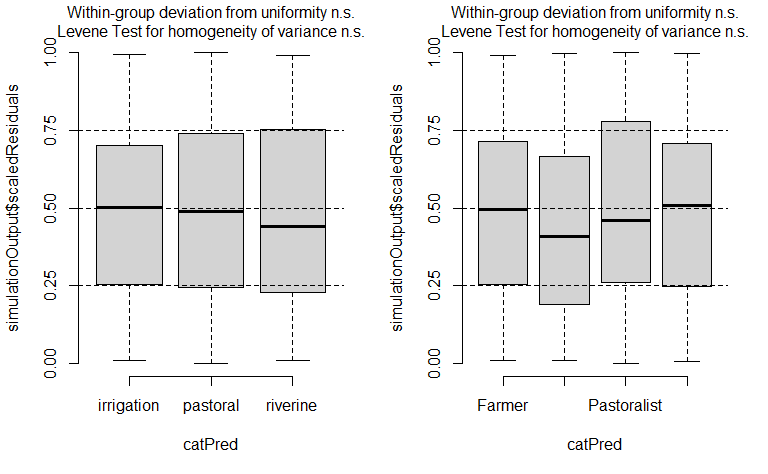 Within-group deviation from uniformity n.s.
Levene Test for homogeneity of variance n.s.
simulationOutput$scaledResiduals
1.00
0.75
0.50
0.25
0.00
irrigation pastoral riverine
catPred
Within-group deviation from uniformity n.s.
Levene Test for homogeneity of variance n.s.
simulationOutput$scaledResiduals
1.00
0.75
0.50
0.25
0.00
Farmer Pastoralist
catPred